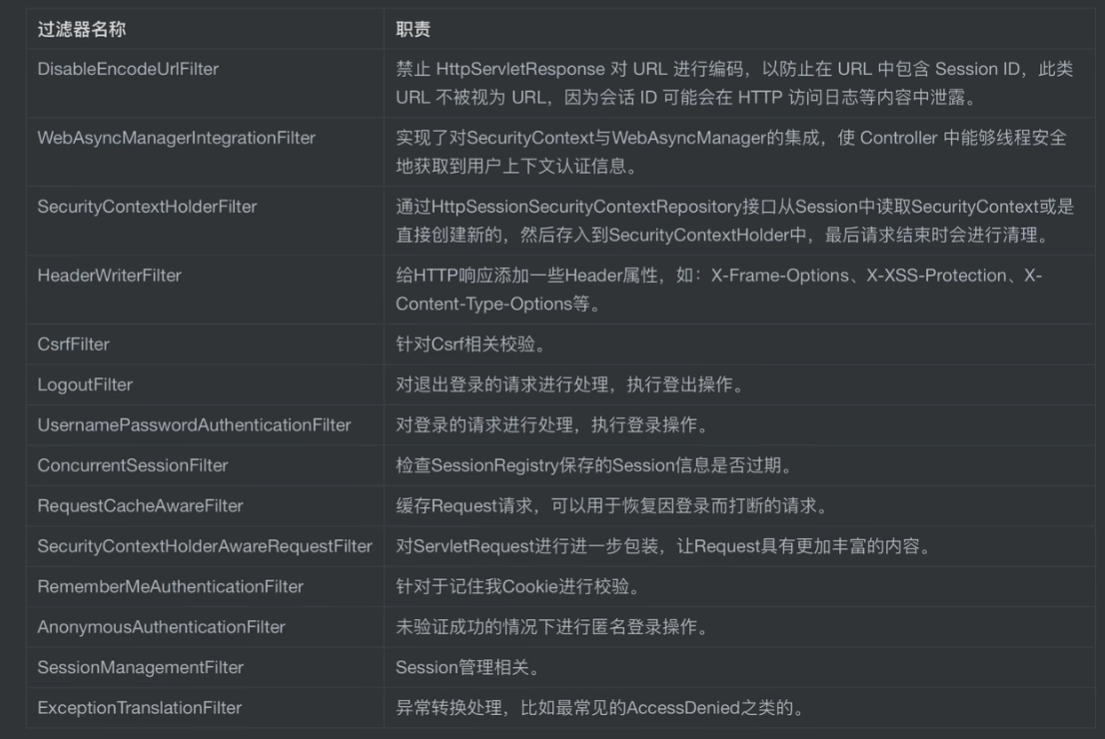 过滤器名称 职责
DisableEncodeUrlFilter 禁止 HttpServletResponse 对 URL 进行编码，以防止在 URL 中包含 Session ID，此类
URL 不被视为 URL，因为会话 ID 可能会在 HTTP 访问日志等内容中泄露。
WebAsyncManagerIntegrationFilter 实现了对SecurityContext与WebAsyncManager的集成，使 Controller 中能够线程安全
地获取到用户上下文认证信息。
SecurityContextHolderFilter 通过HttpSessionSecurityContextRepository接口从Session中读取SecurityContext或是
直接创建新的，然后存入到SecurityContextHolder中，最后请求结束时会进行清理。
HeaderWriterFilter 给HTTP响应添加一些Header属性，如：X-Frame-Options、X-XSS-Protection、X-
Content-Type-Options等。
CsrfFilter 针对Csrf相关校验。
LogoutFilter 对退出登录的请求进行处理，执行登出操作。
UsernamePasswordAuthenticationFilter 对登录的请求进行处理，执行登录操作。
ConcurrentSessionFilter 检查SessionRegistry保存的Session信息是否过期。
RequestCacheAwareFilter 缓存Request请求，可以用于恢复因登录而打断的请求。
SecurityContextHolderAwareRequestFilter 对ServletRequest进行进一步包装，让Request具有更加丰富的内容。
RememberMeAuthenticationFilter 针对于记住我Cookie进行校验。
AnonymousAuthenticationFilter 未验证成功的情况下进行匿名登录操作。
SessionManagementFilter Session管理相关。
ExceptionTranslationFilter 异常转换处理，比如最常见的AccessDenied之类的。